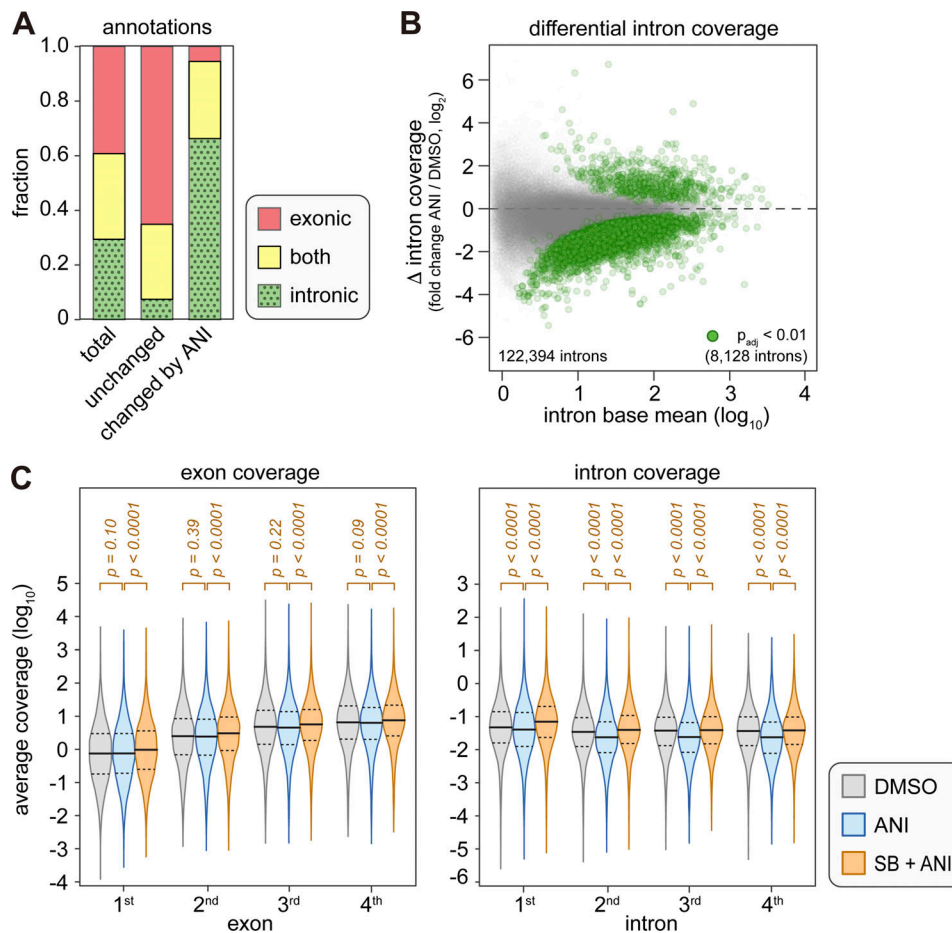 A
annotations
fraction
1.0
0.8
0.6
0.4
0.2
0
total
unchanged
changed by ANI
exonic
both
intronic
B
differential intron coverage
Δ intron coverage
(fold change ANI / DMSO, log2)
6
4
2
0
-2
-4
-6
122,394 introns
padj < 0.01
(8,128 introns)
0 1 2 3 4
intron base mean (log10)
C
exon coverage
average coverage (log10)
p = 0.10
p < 0.0001
p = 0.39
p < 0.0001
p = 0.22
p < 0.0001
p = 0.09
p < 0.0001
5
4
3
2
1
0
-1
-2
-3
-4
1st 2nd 3rd 4th
exon
intron coverage
p < 0.0001
p < 0.0001
p < 0.0001
p < 0.0001
p < 0.0001
p < 0.0001
p < 0.0001
p < 0.0001
3
2
1
0
-1
-2
-3
-4
-5
-6
1st 2nd 3rd 4th
intron
DMSO
ANI
SB + ANI